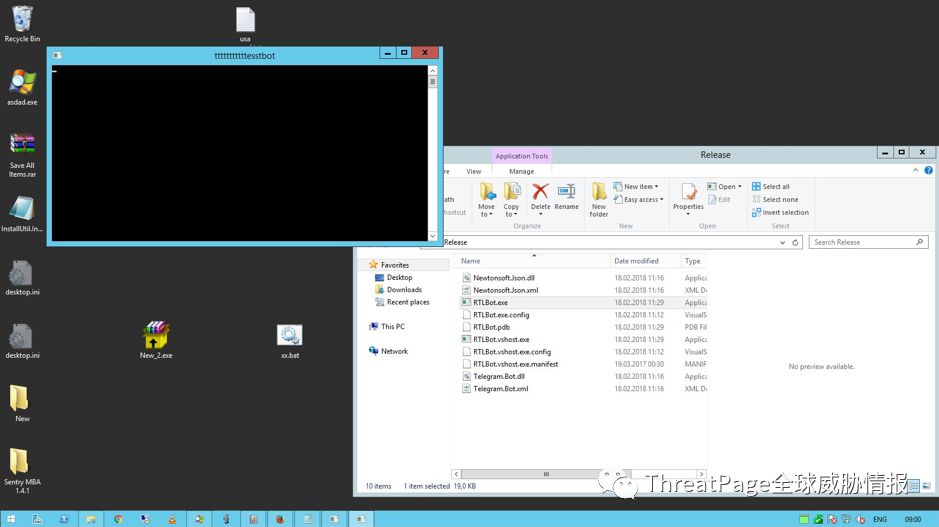 Recycle Bin
usa
ttttttttttttesstbot
asdad.exe
Save All
Items.rar
InstallUtil.In...
desktop.ini
desktop.ini
New
Sentry MBA
1.4.1
New_2.exe
xx.bat
Application Tools
Release
View
Manage
Move
to
Copy
to
Delete
Rename
New
folder
New item
Easy access
Properties
Open
Edit
Select all
Select none
Invert selection
Organize
New
Open
Select
Release
Search Release
Favorites
Desktop
Downloads
Recent places
This PC
Network
Name Date modified Type
Newtonsoft.Json.dll 18.02.2018 11:16 Applica
Newtonsoft.Json.xml 18.02.2018 11:16 XML Do
RTLBot.exe 18.02.2018 11:29 Applica
RTLBot.exe.config 18.02.2018 11:12 VisualS
RTLBot.pdb 18.02.2018 11:29 PDB Fil
RTLBot.vshost.exe 18.02.2018 11:29 Applica
RTLBot.vshost.exe.config 18.02.2018 11:12 VisualS
RTLBot.vshost.exe.manifest 19.03.2017 00:30 MANIF
Telegram.Bot.dll 18.02.2018 11:16 Applica
Telegram.Bot.xml 18.02.2018 11:16 XML Do
No preview available.
10 items 1 item selected 19,0 KB
ThreatPage全球威胁情报
ENG 09:00